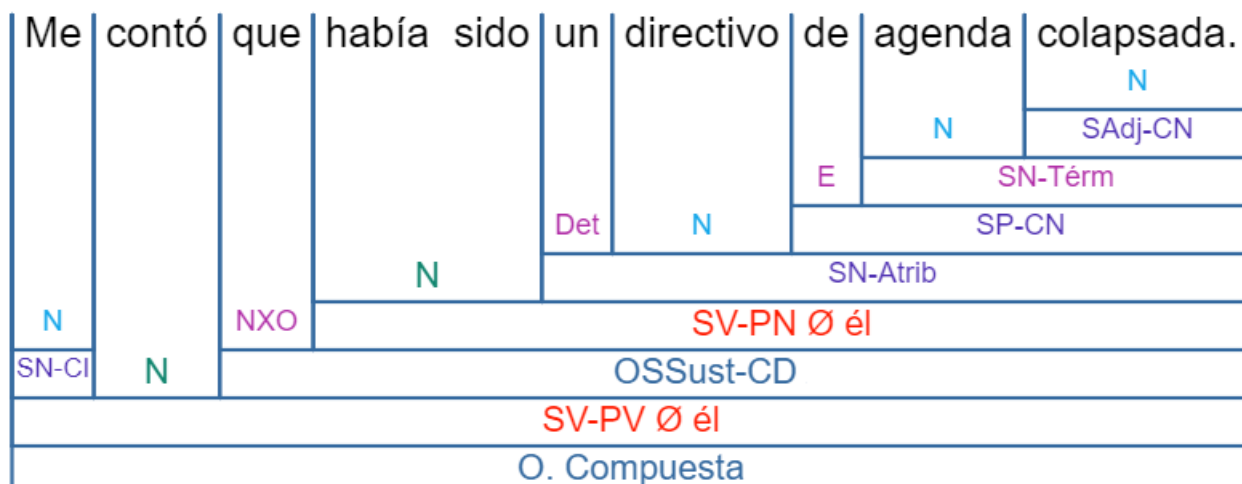 Me contó que había sido un directivo de agenda colapsada.
N
N SAdj-CN
E SN-Térm
Det N SP-CN
N SN-Atrib
N NXO SV-PN Ø él
SN-CI N OSSust-CD
SV-PV Ø él
O. Compuesta